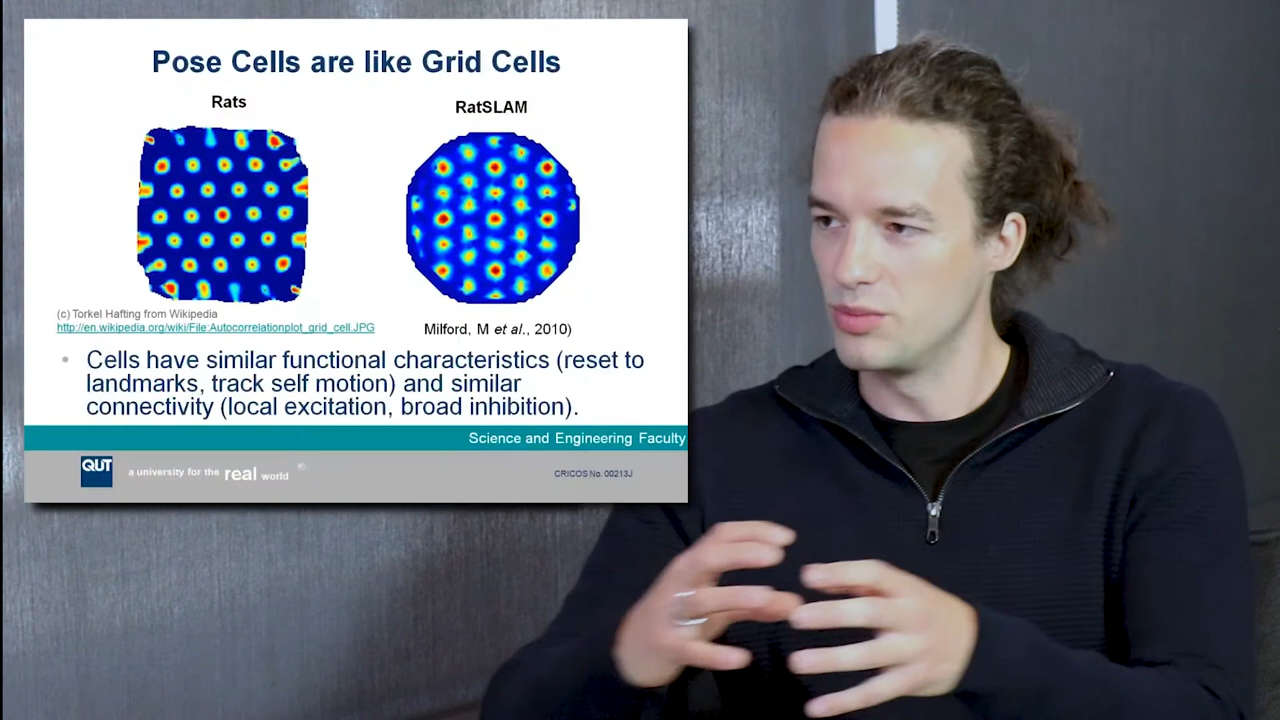 Pose Cells are like Grid Cells
Rats
RatSLAM
(c) Torkel Hafting from Wikipedia
http://en.wikipedia.org/wiki/File:Autocorrelationplot_grid_cell.JPG
Milford, M et al., 2010)
• Cells have similar functional characteristics (reset to
landmarks, track self motion) and similar
connectivity (local excitation, broad inhibition).
Science and Engineering Faculty
QUT
a university for the real world ®
CRICOS No. 00213J